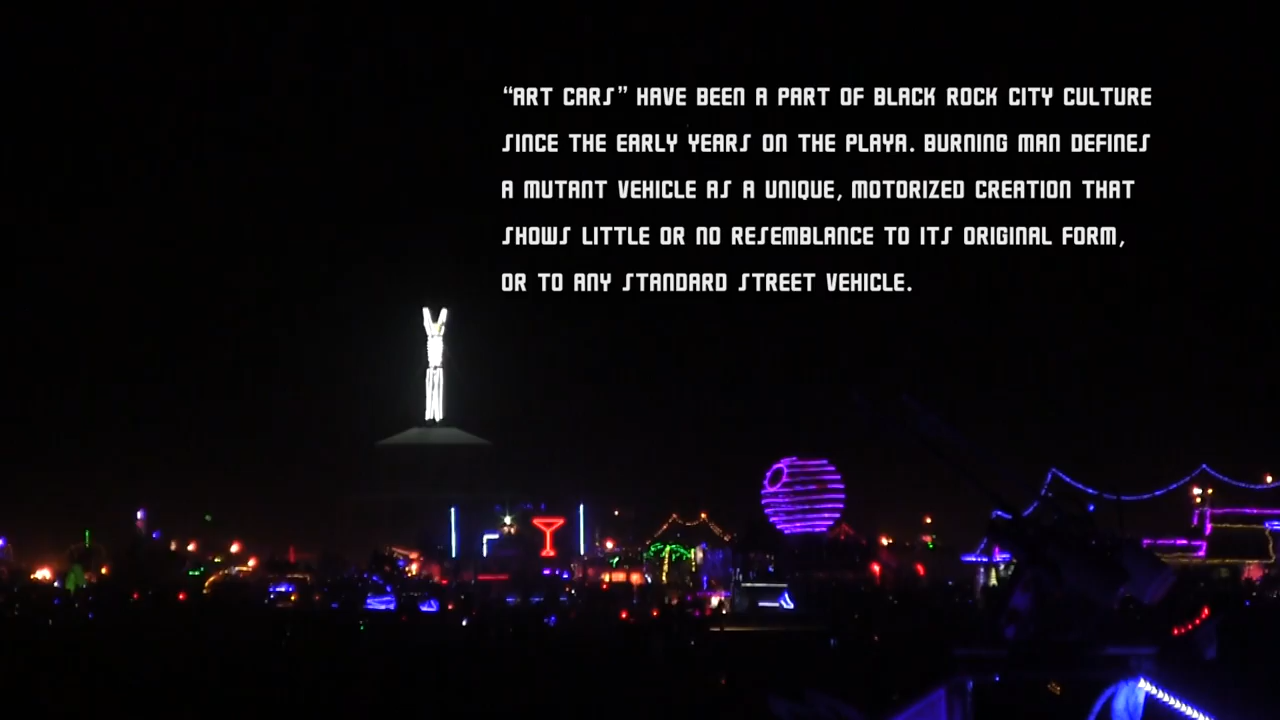 “ART CARS” HAVE BEEN A PART OF BLACK ROCK CITY CULTURE
SINCE THE EARLY YEARS ON THE PLAYA. BURNING MAN DEFINES
A MUTANT VEHICLE AS A UNIQUE, MOTORIZED CREATION THAT
SHOWS LITTLE OR NO RESEMBLANCE TO ITS ORIGINAL FORM,
OR TO ANY STANDARD STREET VEHICLE.